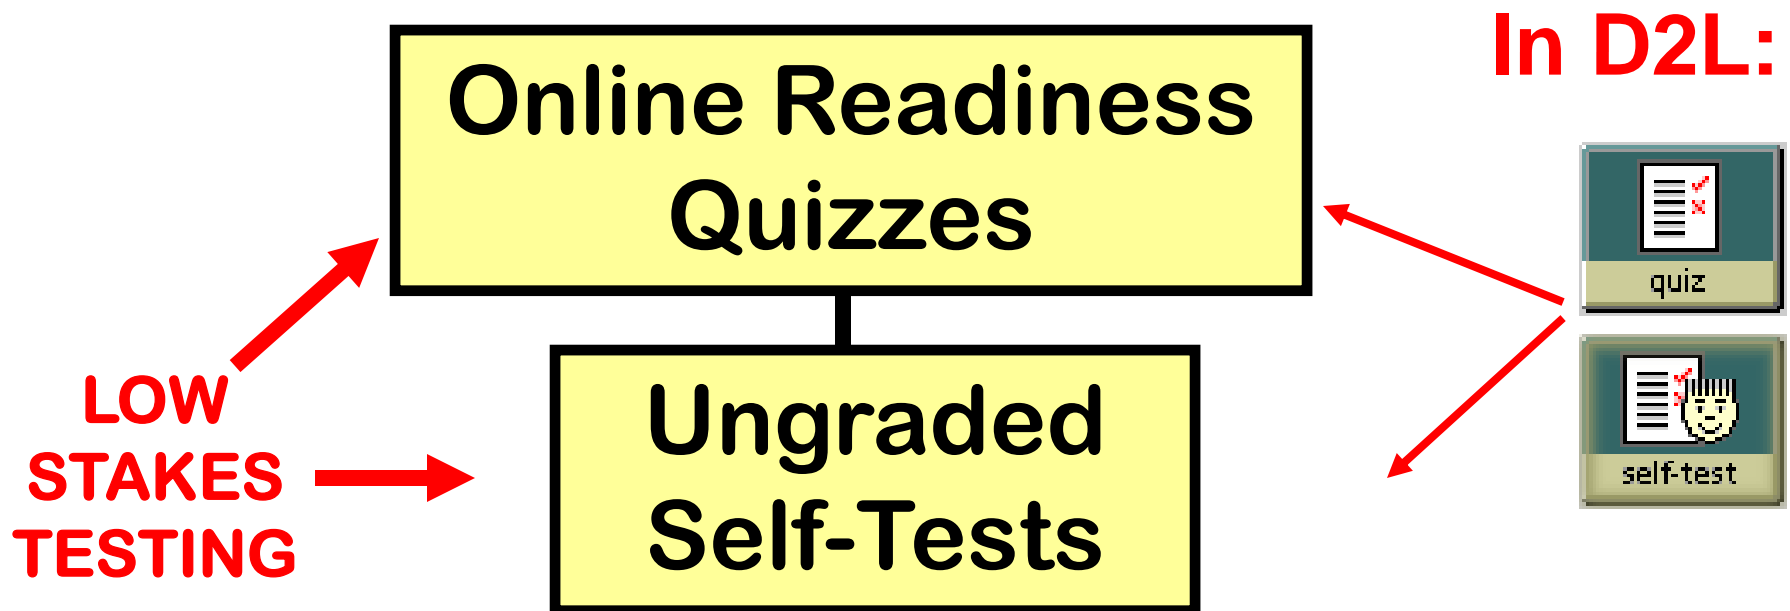 In D2L:
Online Readiness
Quizzes
quiz
LOW
STAKES
TESTING
Ungraded
Self-Tests
self-test